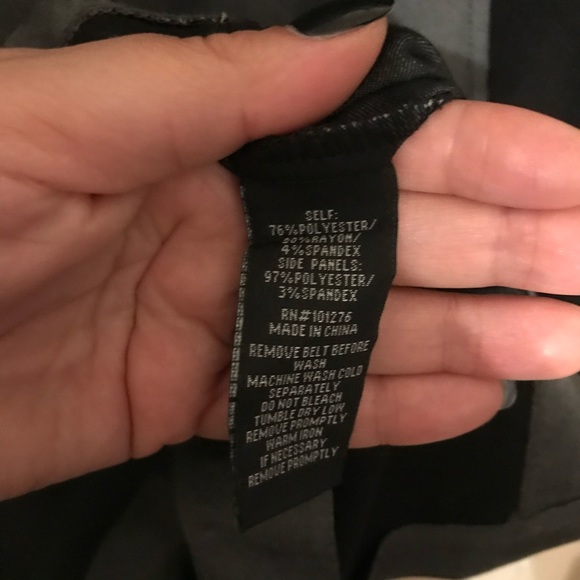 SELF:
76%POLYESTER/
20%RAYON/
4%SPANDEX
SIDE PANELS:
97%POLYESTER/
3%SPANDEX
RN#101276
MADE IN CHINA
REMOVE BELT BEFORE
WASH
MACHINE WASH COLD
SEPARATELY
DO NOT BLEACH
TUMBLE DRY LOW
REMOVE PROMPTLY
WARM IRON
IF NECESSARY
REMOVE PROMPTLY